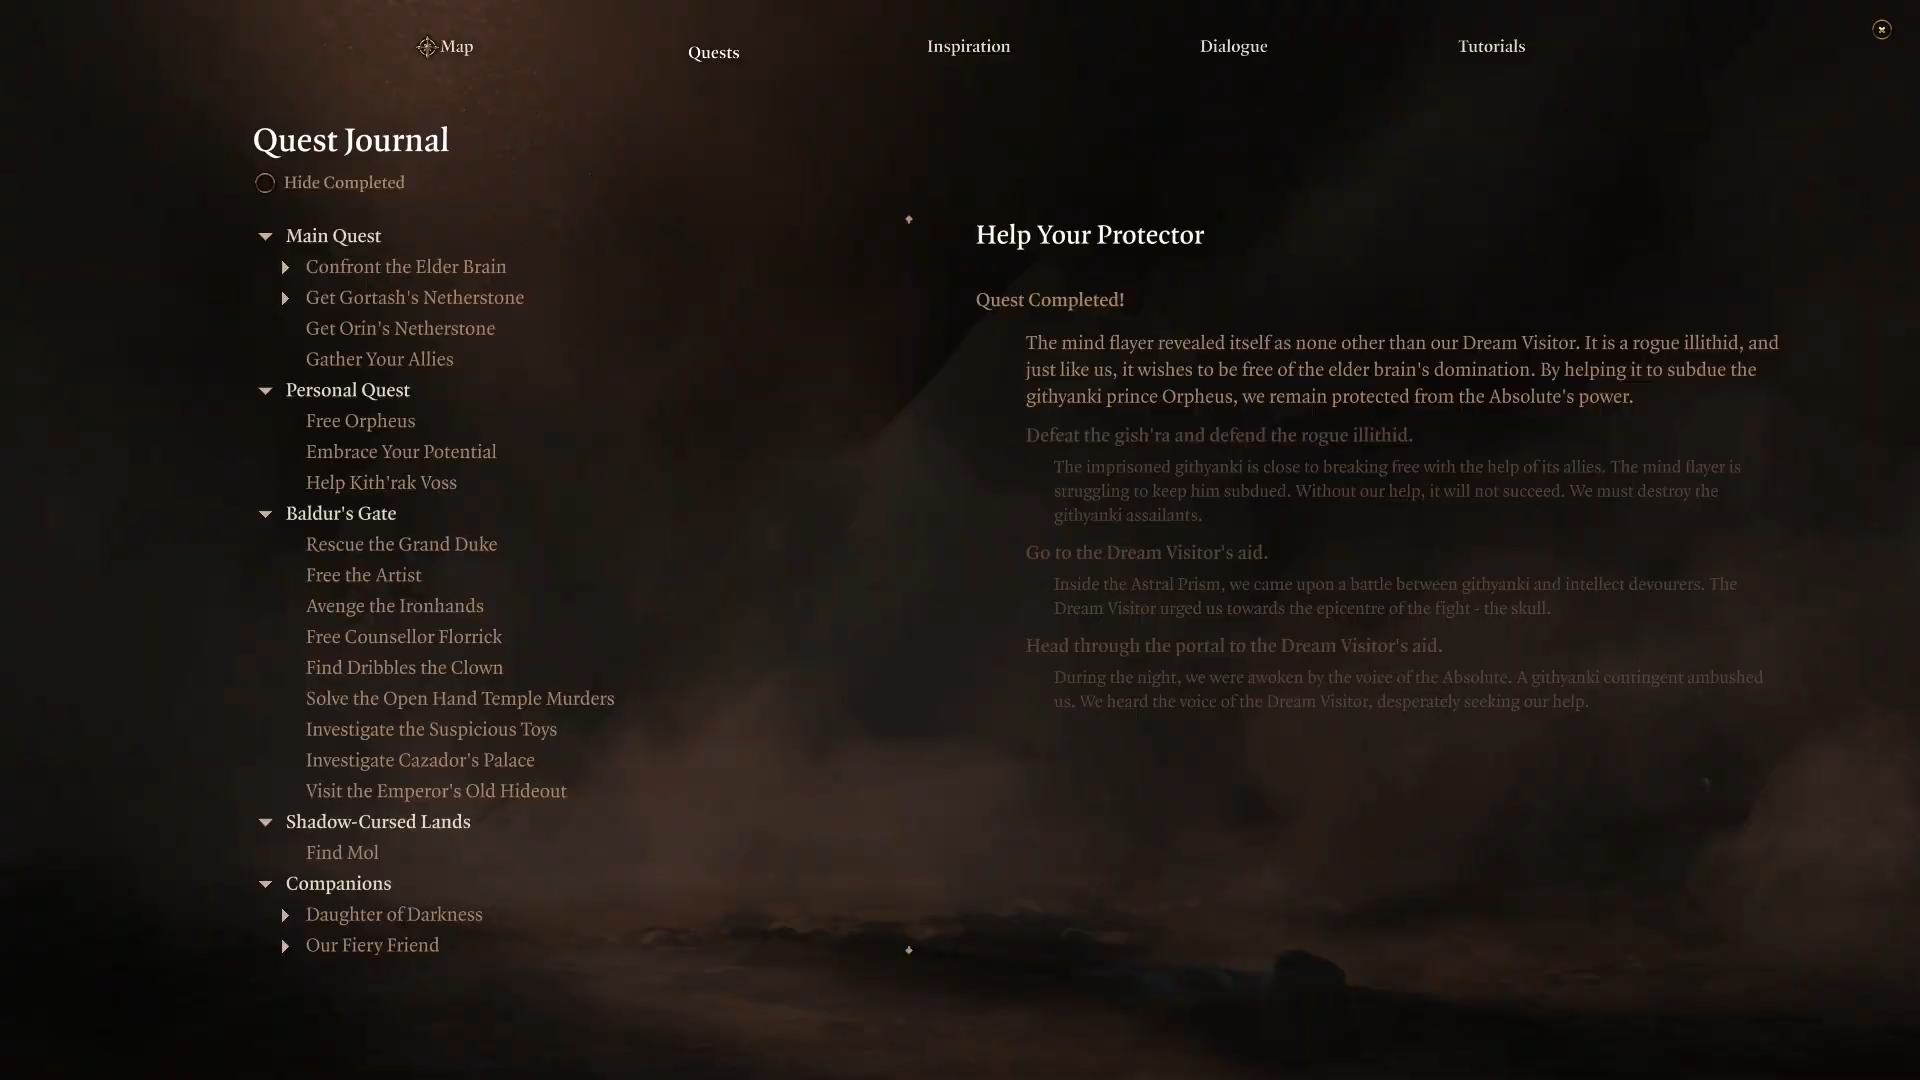 Map
Quests
Inspiration
Dialogue
Tutorials
Quest Journal
Hide Completed
Main Quest
Confront the Elder Brain
Get Gortash's Netherstone
Get Orin's Netherstone
Gather Your Allies
Personal Quest
Free Orpheus
Embrace Your Potential
Help Kith'rak Voss
Baldur's Gate
Rescue the Grand Duke
Free the Artist
Avenge the Ironhands
Free Counsellor Florrick
Find Dribbles the Clown
Solve the Open Hand Temple Murders
Investigate the Suspicious Toys
Investigate Cazador's Palace
Visit the Emperor's Old Hideout
Shadow-Cursed Lands
Find Mol
Companions
Daughter of Darkness
Our Fiery Friend
Help Your Protector
Quest Completed!
The mind flayer revealed itself as none other than our Dream Visitor. It is a rogue illithid, and
just like us, it wishes to be free of the elder brain's domination. By helping it to subdue the
githyanki prince Orpheus, we remain protected from the Absolute's power.
Defeat the gish'ra and defend the rogue illithid.
The imprisoned githyanki is close to breaking free with the help of its allies. The mind flayer is
struggling to keep him subdued. Without our help, it will not succeed. We must destroy the
githyanki assailants.
Go to the Dream Visitor's aid.
Inside the Astral Prism, we came upon a battle between githyanki and intellect devourers. The
Dream Visitor urged us towards the epicentre of the fight - the skull.
Head through the portal to the Dream Visitor's aid.
During the night, we were awoken by the voice of the Absolute. A githyanki contingent ambushed
us. We heard the voice of the Dream Visitor, desperately seeking our help.